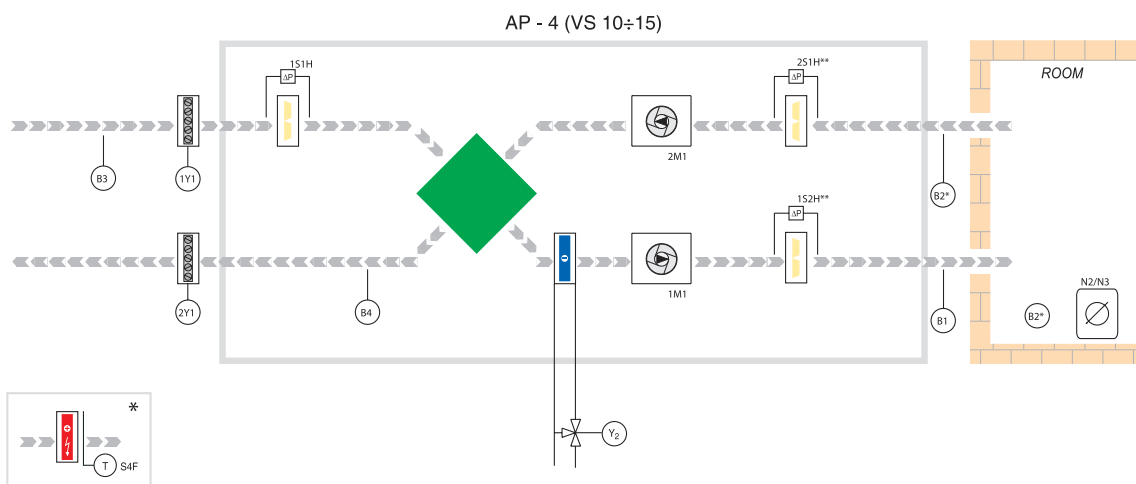 AP - 4 (VS 10÷15)
1S1H
ΔP
2S1H**
ΔP
ROOM
B3
1Y1
2M1
B2*
1S2H**
ΔP
2Y1
B4
1M1
B1
B2*
N2/N3
*
T
S4F
Y2